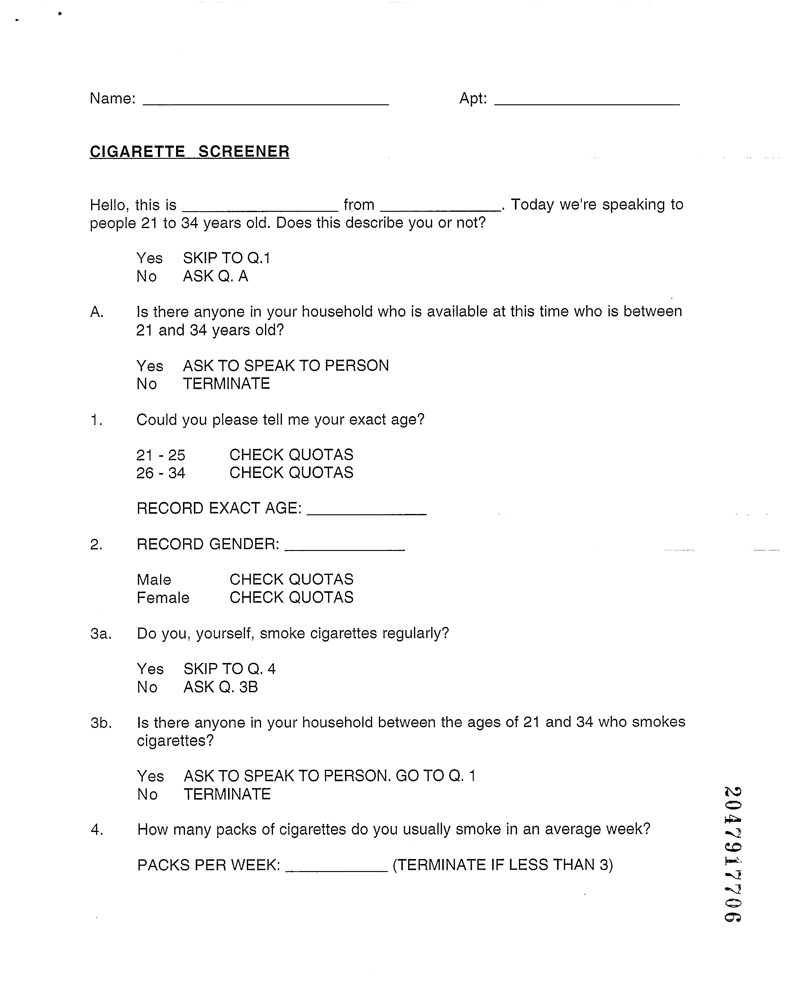 Name: ______________ Apt: ______________
CIGARETTE SCREENER
Hello, this is ______________ from ______________. Today we're speaking to
people 21 to 34 years old. Does this describe you or not?
Yes SKIP TO Q.1
No ASK Q. A
A. Is there anyone in your household who is available at this time who is between
21 and 34 years old?
Yes ASK TO SPEAK TO PERSON
No TERMINATE
1. Could you please tell me your exact age?
21 - 25 CHECK QUOTAS
26 - 34 CHECK QUOTAS
RECORD EXACT AGE: ______________
2. RECORD GENDER: ______________
Male CHECK QUOTAS
Female CHECK QUOTAS
3a. Do you, yourself, smoke cigarettes regularly?
Yes SKIP TO Q. 4
No ASK Q. 3B
3b. Is there anyone in your household between the ages of 21 and 34 who smokes
cigarettes?
Yes ASK TO SPEAK TO PERSON. GO TO Q. 1
No TERMINATE
4. How many packs of cigarettes do you usually smoke in an average week?
PACKS PER WEEK: ______________ (TERMINATE IF LESS THAN 3)
2047917706